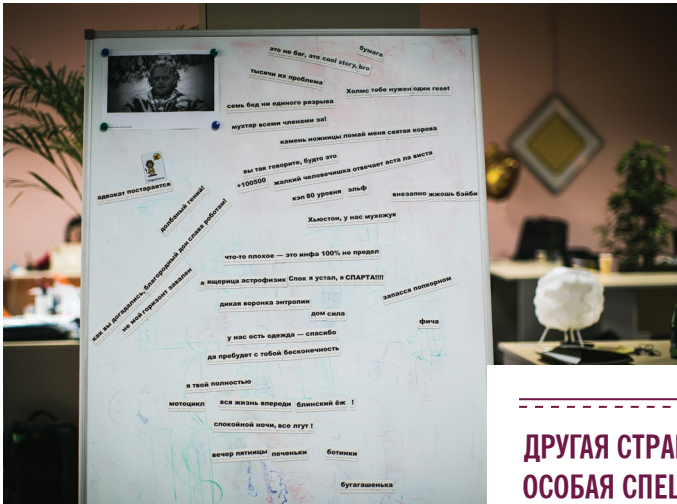 это не баг, это cool story, bro
бумага
тысячи их проблема
Холмс тебе нужен один reset
семь бед ни единого разрыва
мухтар всеми членами за!
камень ножницы ломай меня святая корова
вы так говорите, будто это
+100500 жалкий человечишка отвечает аста ла виста
адвокат постарается
кэп 80 уровня эльф
внезапно жжошь бэйби
долбаный гений!
Хьюстон, у нас мухожук
как вы догадались, благородный дон слава роботам!
не мой горизонт завален
что-то плохое — это инфа 100% не предел
я ящерица астрофизик Спок я устал, я СПАРТА!!!!
запасся попкорном
дикая воронка энтропии
дом сила
фича
у нас есть одежда — спасибо
да пребудет с тобой бесконечность
я твой полностью
мотоцикл вся жизнь впереди блинский ёж !
спокойной ночи, все лгут !
вечер пятницы печеньки ботинки
бугагашенька
ДРУГАЯ СТРА
ОСОБАЯ СПЕЦ